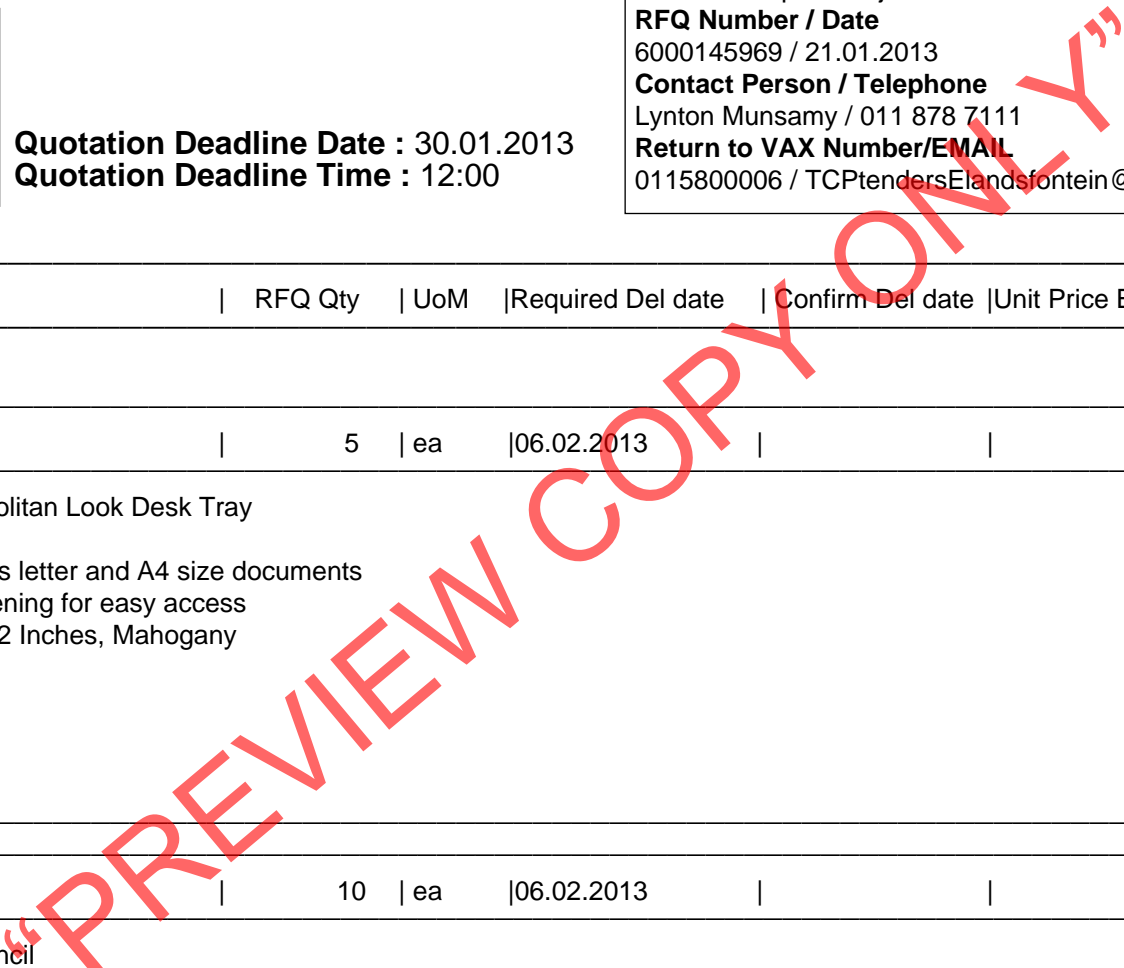 RFQ Number / Date
6000145969 / 21.01.2013
Contact Person / Telephone
Lynton Munsamy / 011 878 7111
Quotation Deadline Date : 30.01.2013
Return to VAX Number/EMAIL
Quotation Deadline Time : 12:00
0115800006 / TCPtendersElandsfontein@
| RFQ Qty | UoM |Required Del date | Confirm Del date |Unit Price E
| 5 | ea |06.02.2013 | |
olitan Look Desk Tray
s letter and A4 size documents
ening for easy access
2 Inches, Mahogany
| 10 | ea |06.02.2013 | |
ncil
“PREVIEW COPY ONLY”